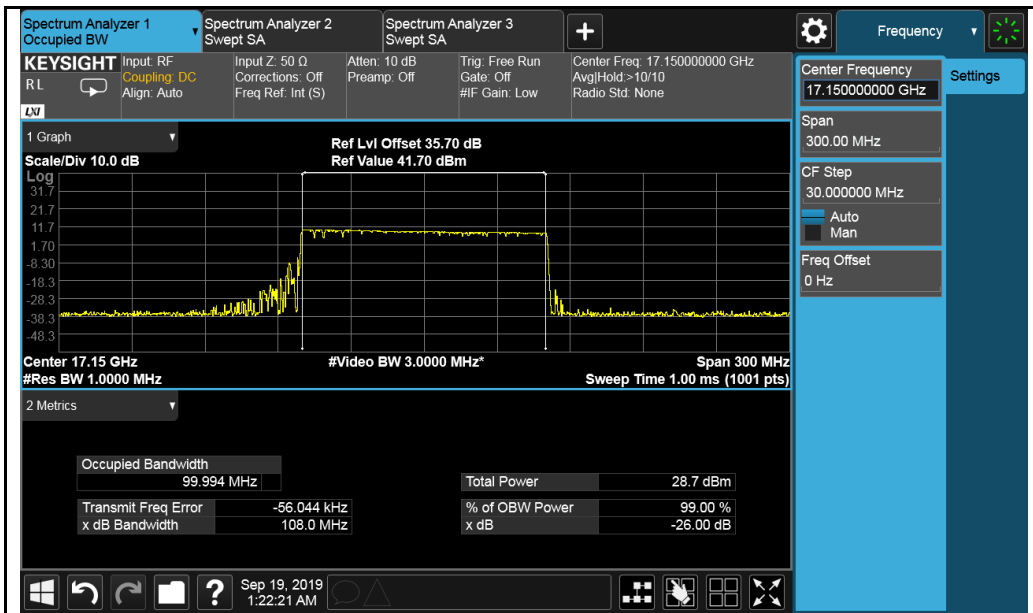 Spectrum Analyzer 1
Occupied BW
Spectrum Analyzer 2
Swept SA
Spectrum Analyzer 3
Swept SA
Frequency
KEYSIGHT
R L
LXI
Input: RF
Coupling: DC
Align: Auto
Input Z: 50 Ω
Corrections: Off
Freq Ref: Int (S)
Atten: 10 dB
Preamp: Off
Trig: Free Run
Gate: Off
#IF Gain: Low
Center Freq: 17.150000000 GHz
Avg|Hold:>10/10
Radio Std: None
Center Frequency
17.150000000 GHz
Settings
Span
300.00 MHz
CF Step
30.000000 MHz
Auto
Man
Freq Offset
0 Hz
1 Graph
Scale/Div 10.0 dB
Ref Lvl Offset 35.70 dB
Ref Value 41.70 dBm
Log
31.7
21.7
11.7
1.70
-8.30
-18.3
-28.3
-38.3
-48.3
Center 17.15 GHz
#Video BW 3.0000 MHz*
Span 300 MHz
#Res BW 1.0000 MHz
Sweep Time 1.00 ms (1001 pts)
2 Metrics
Occupied Bandwidth
99.994 MHz
Total Power 28.7 dBm
Transmit Freq Error -56.044 kHz
% of OBW Power 99.00 %
x dB Bandwidth 108.0 MHz
x dB -26.00 dB
?
Sep 19, 2019
1:22:21 AM